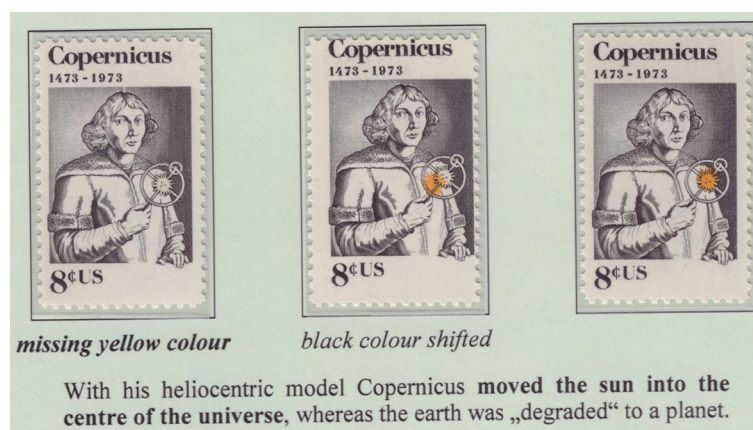 Copernicus
1473 - 1973
8¢US
Copernicus
1473 - 1973
8¢US
Copernicus
1473 - 1973
8¢US
missing yellow colour
black colour shifted
With his heliocentric model Copernicus moved the sun into the
centre of the universe, whereas the earth was „degraded“ to a planet.